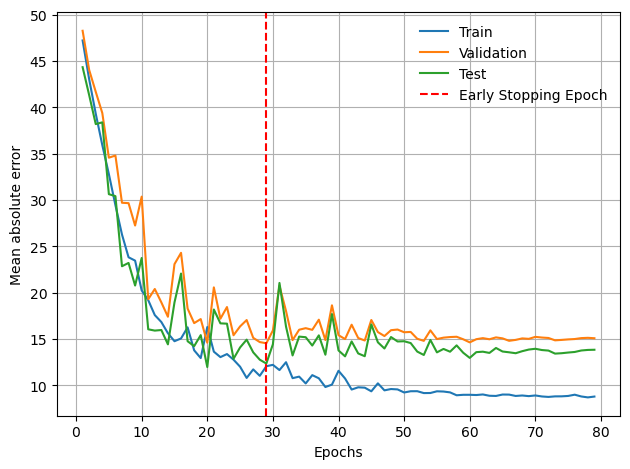 Mean absolute error
50
45
40
35
30
25
20
15
10
Train
Validation
Test
Early Stopping Epoch
0 10 20 30 40 50 60 70 80
Epochs